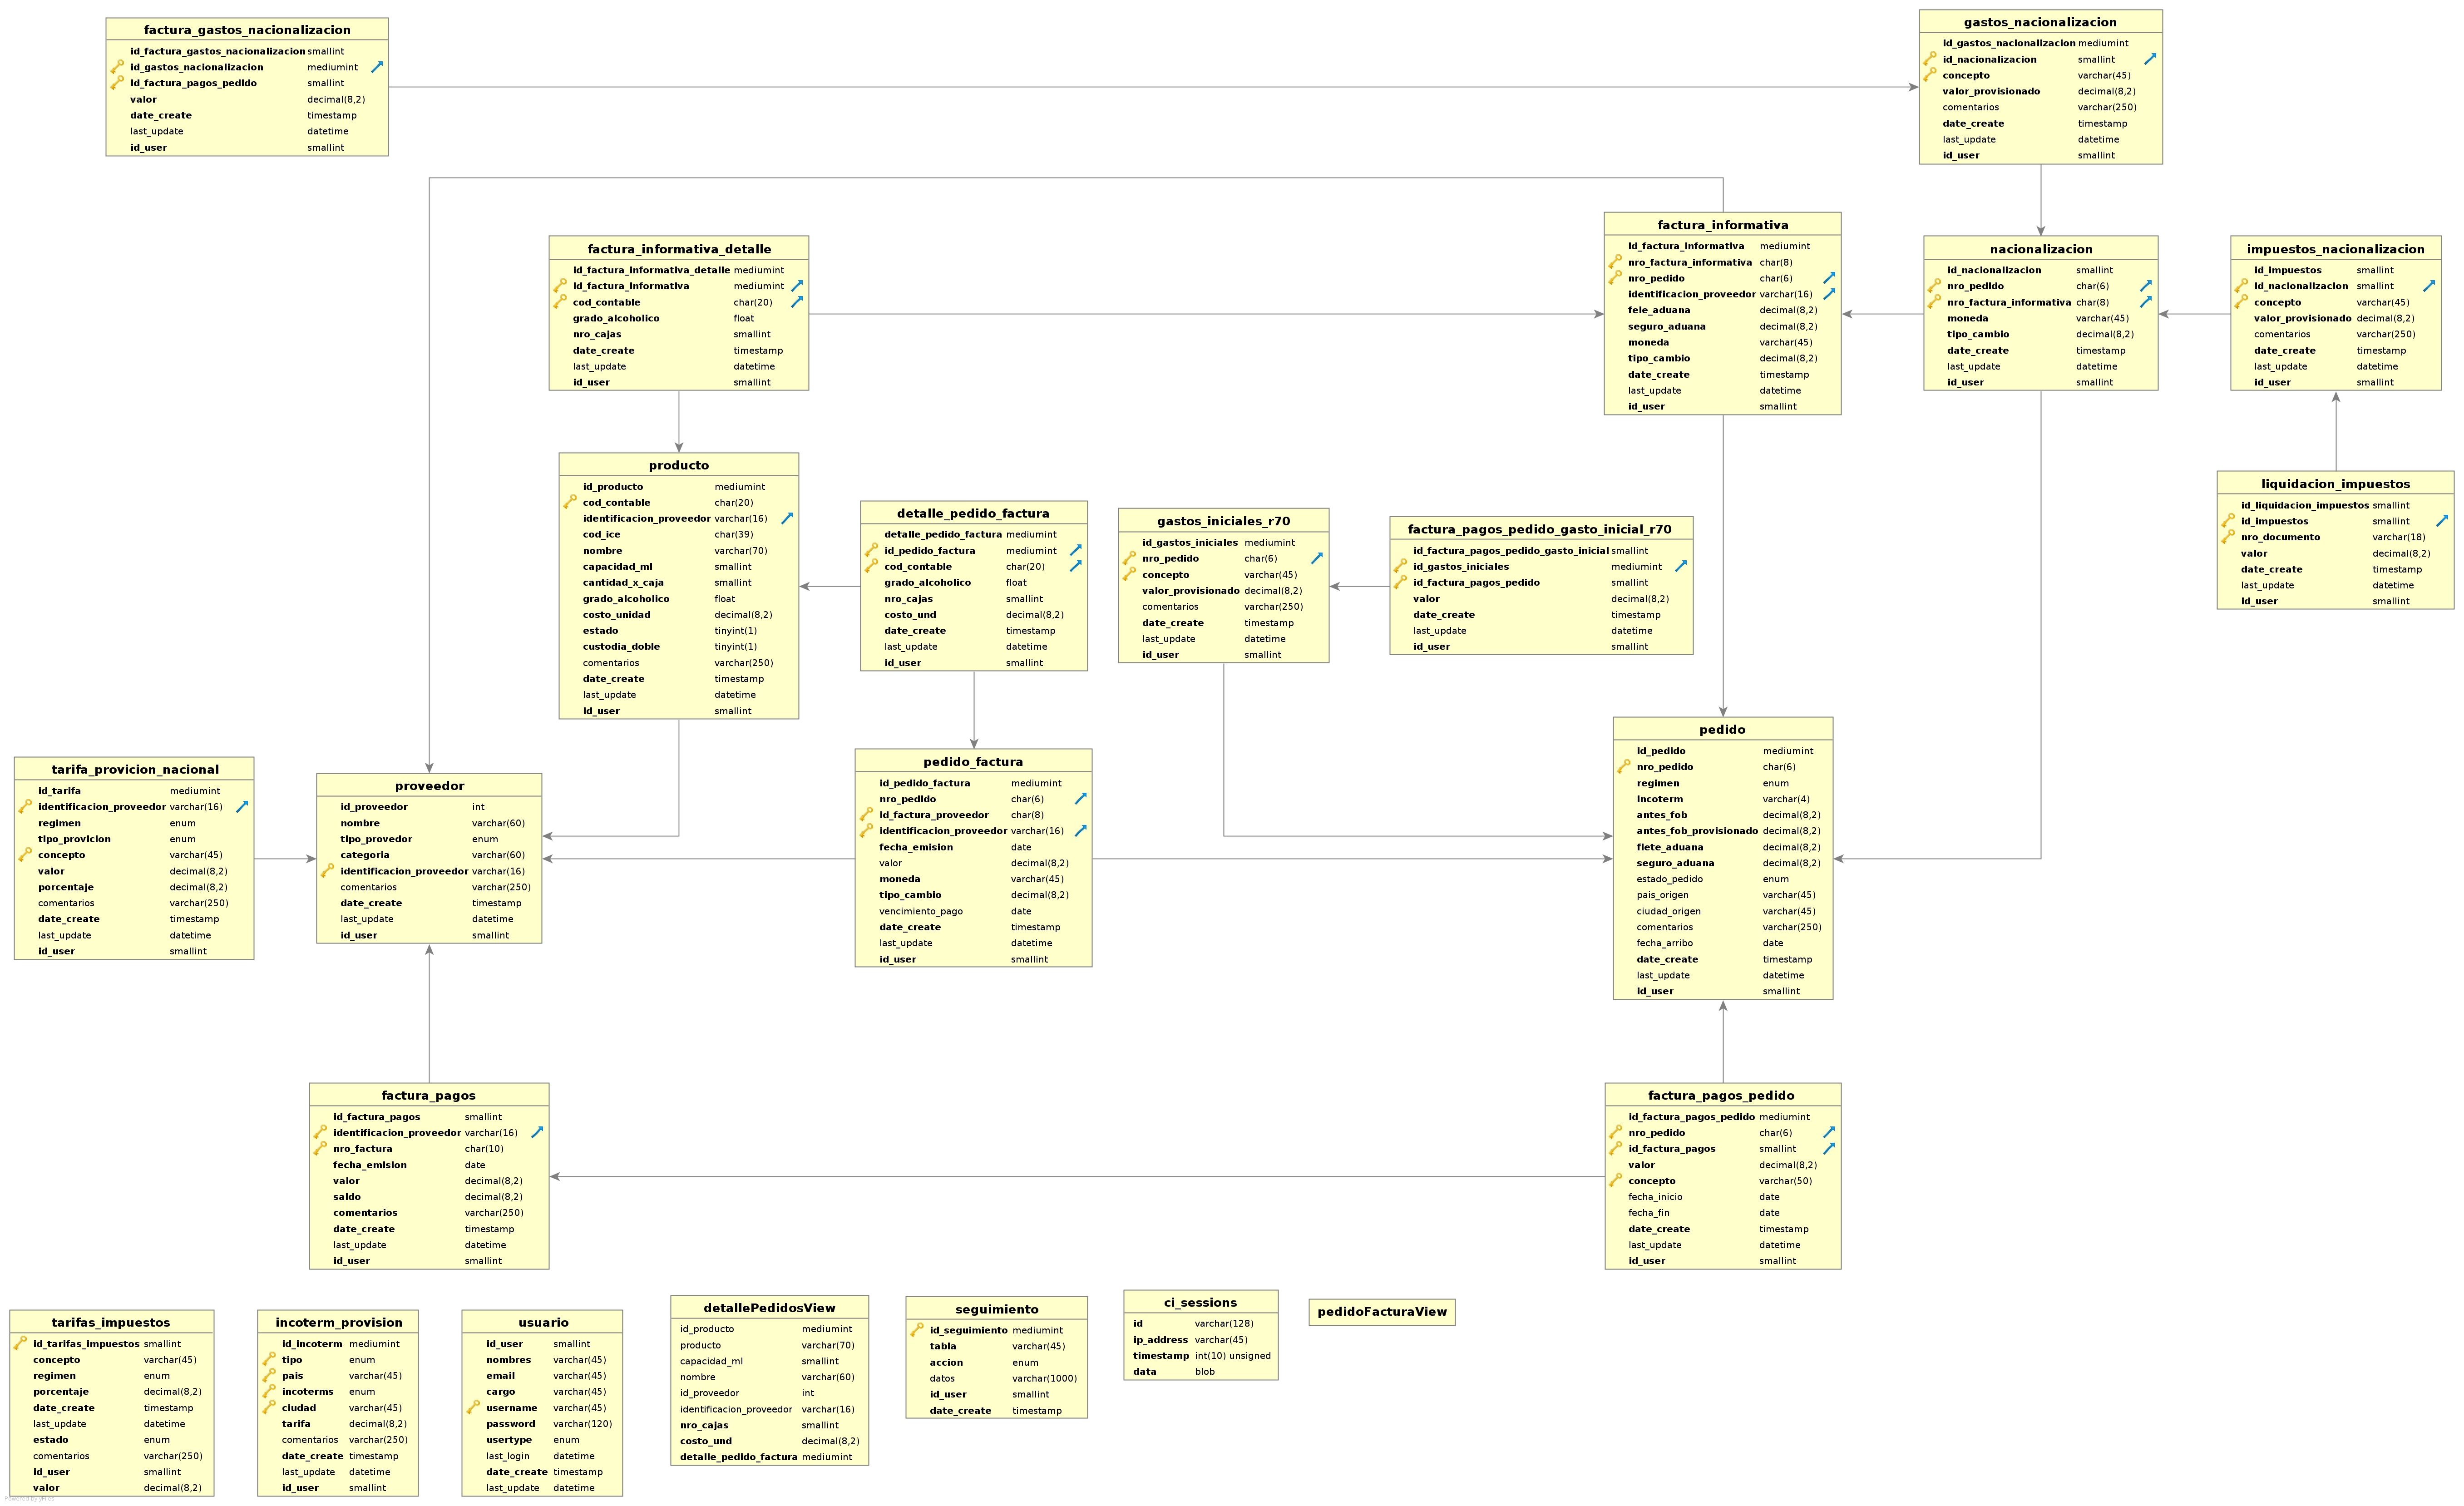 factura_gastos_nacionalizacion
id_factura_gastos_nacionalizacion smallint
id_gastos_nacionalizacion mediumint
id_factura_pagos_pedido smallint
valor decimal(8,2)
date_create timestamp
last_update datetime
id_user smallint
gastos_nacionalizacion
id_gastos_nacionalizacion mediumint
id_nacionalizacion smallint
concepto varchar(45)
valor_provisionado decimal(8,2)
comentarios varchar(250)
date_create timestamp
last_update datetime
id_user smallint
factura_informativa_detalle
id_factura_informativa_detalle mediumint
id_factura_informativa mediumint
cod_contable char(20)
grado_alcoholico float
nro_cajas smallint
date_create timestamp
last_update datetime
id_user smallint
factura_informativa
id_factura_informativa mediumint
nro_factura_informativa char(8)
nro_pedido char(6)
identificacion_proveedor varchar(16)
fele_aduana decimal(8,2)
seguro_aduana decimal(8,2)
moneda varchar(45)
tipo_cambio decimal(8,2)
date_create timestamp
last_update datetime
id_user smallint
nacionalizacion
id_nacionalizacion smallint
nro_pedido char(6)
nro_factura_informativa char(8)
moneda varchar(45)
tipo_cambio decimal(8,2)
date_create timestamp
last_update datetime
id_user smallint
impuestos_nacionalizacion
id_impuestos smallint
id_nacionalizacion smallint
concepto varchar(45)
valor_provisionado decimal(8,2)
comentarios varchar(250)
date_create timestamp
last_update datetime
id_user smallint
producto
id_producto mediumint
cod_contable char(20)
identificacion_proveedor varchar(16)
cod_ice char(39)
nombre varchar(70)
capacidad_ml smallint
cantidad_x_caja smallint
grado_alcoholico float
costo_unidad decimal(8,2)
estado tinyint(1)
custodia_doble tinyint(1)
comentarios varchar(250)
date_create timestamp
last_update datetime
id_user smallint
detalle_pedido_factura
detalle_pedido_factura mediumint
id_pedido_factura mediumint
cod_contable char(20)
grado_alcoholico float
nro_cajas smallint
costo_und decimal(8,2)
date_create timestamp
last_update datetime
id_user smallint
gastos_iniciales_r70
id_gastos_iniciales mediumint
nro_pedido char(6)
concepto varchar(45)
valor_provisionado decimal(8,2)
comentarios varchar(250)
date_create timestamp
last_update datetime
id_user smallint
factura_pagos_pedido_gasto_inicial_r70
id_factura_pagos_pedido_gasto_inicial smallint
id_gastos_iniciales mediumint
id_factura_pagos_pedido smallint
valor decimal(8,2)
date_create timestamp
last_update datetime
id_user smallint
liquidacion_impuestos
id_liquidacion_impuestos smallint
id_impuestos smallint
nro_documento varchar(18)
valor decimal(8,2)
date_create timestamp
last_update datetime
id_user smallint
tarifa_provicion_nacional
id_tarifa mediumint
identificacion_proveedor varchar(16)
regimen enum
tipo_provicion enum
concepto varchar(45)
valor decimal(8,2)
porcentaje decimal(8,2)
comentarios varchar(250)
date_create timestamp
last_update datetime
id_user smallint
proveedor
id_proveedor int
nombre varchar(60)
tipo_provedor enum
categoria varchar(60)
identificacion_proveedor varchar(16)
comentarios varchar(250)
date_create timestamp
last_update datetime
id_user smallint
pedido_factura
id_pedido_factura mediumint
nro_pedido char(6)
id_factura_proveedor char(8)
identificacion_proveedor varchar(16)
fecha_emision date
valor decimal(8,2)
moneda varchar(45)
tipo_cambio decimal(8,2)
vencimiento_pago date
date_create timestamp
last_update datetime
id_user smallint
pedido
id_pedido mediumint
nro_pedido char(6)
regimen enum
incoterm varchar(4)
antes_fob decimal(8,2)
antes_fob_provisionado decimal(8,2)
flete_aduana decimal(8,2)
seguro_aduana decimal(8,2)
estado_pedido enum
pais_origen varchar(45)
ciudad_origen varchar(45)
comentarios varchar(250)
fecha_arribo date
date_create timestamp
last_update datetime
id_user smallint
factura_pagos
id_factura_pagos smallint
identificacion_proveedor varchar(16)
nro_factura char(10)
fecha_emision date
valor decimal(8,2)
saldo decimal(8,2)
comentarios varchar(250)
date_create timestamp
last_update datetime
id_user smallint
factura_pagos_pedido
id_factura_pagos_pedido mediumint
nro_pedido char(6)
id_factura_pagos smallint
valor decimal(8,2)
concepto varchar(50)
fecha_inicio date
fecha_fin date
date_create timestamp
last_update datetime
id_user smallint
tarifas_impuestos
id_tarifas_impuestos smallint
concepto varchar(45)
regimen enum
porcentaje decimal(8,2)
date_create timestamp
last_update datetime
estado enum
comentarios varchar(250)
id_user smallint
valor decimal(8,2)
incoterm_provision
id_incoterm mediumint
tipo enum
pais varchar(45)
incoterms enum
ciudad varchar(45)
tarifa decimal(8,2)
comentarios varchar(250)
date_create timestamp
last_update datetime
id_user smallint
usuario
id_user smallint
nombres varchar(45)
email varchar(45)
cargo varchar(45)
username varchar(45)
password varchar(120)
usertype enum
last_login datetime
date_create timestamp
last_update datetime
detallePedidosView
id_producto mediumint
producto varchar(70)
capacidad_ml smallint
nombre varchar(60)
id_proveedor int
identificacion_proveedor varchar(16)
nro_cajas smallint
costo_und decimal(8,2)
detalle_pedido_factura mediumint
seguimiento
id_seguimiento mediumint
tabla varchar(45)
accion enum
datos varchar(1000)
id_user smallint
date_create timestamp
ci_sessions
id varchar(128)
ip_address varchar(45)
timestamp int(10) unsigned
data blob
pedidoFacturaView
Powered by yFiles